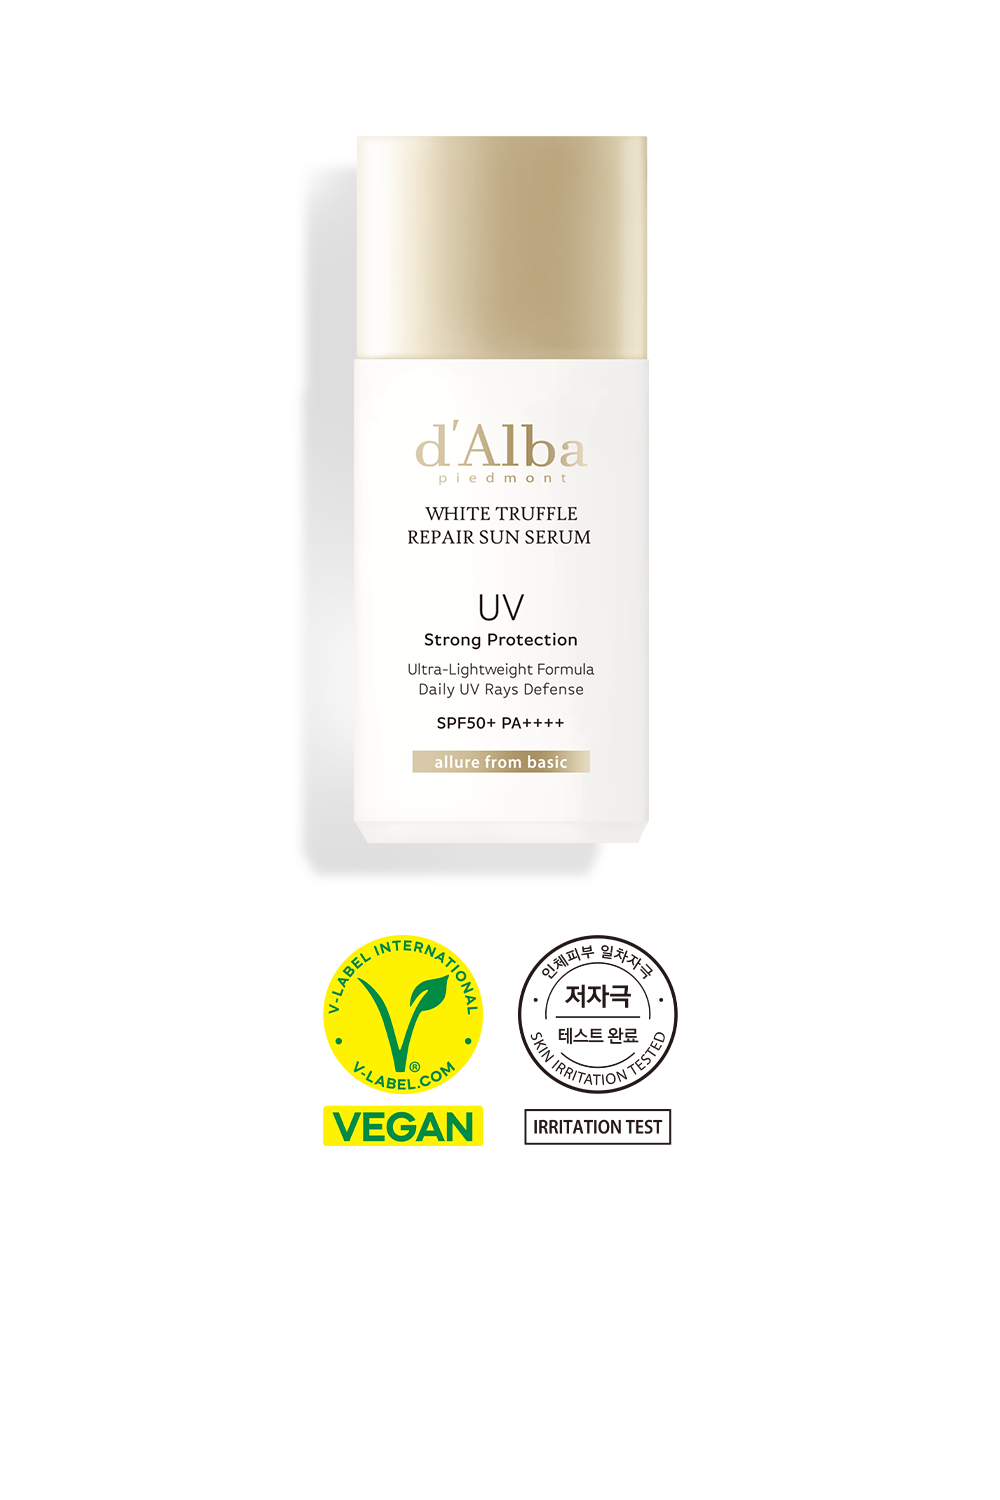 d'Alba
piedmont
WHITE TRUFFLE
REPAIR SUN SERUM
UV
Strong Protection
Ultra-Lightweight Formula
Daily UV Rays Defense
SPF50+ PA++++
allure from basic
V-LABEL INTERNATIONAL
®
V-LABEL.COM
VEGAN
인체피부 일차자극
저자극
테스트 완료
SKIN IRRITATION TESTED
IRRITATION TEST